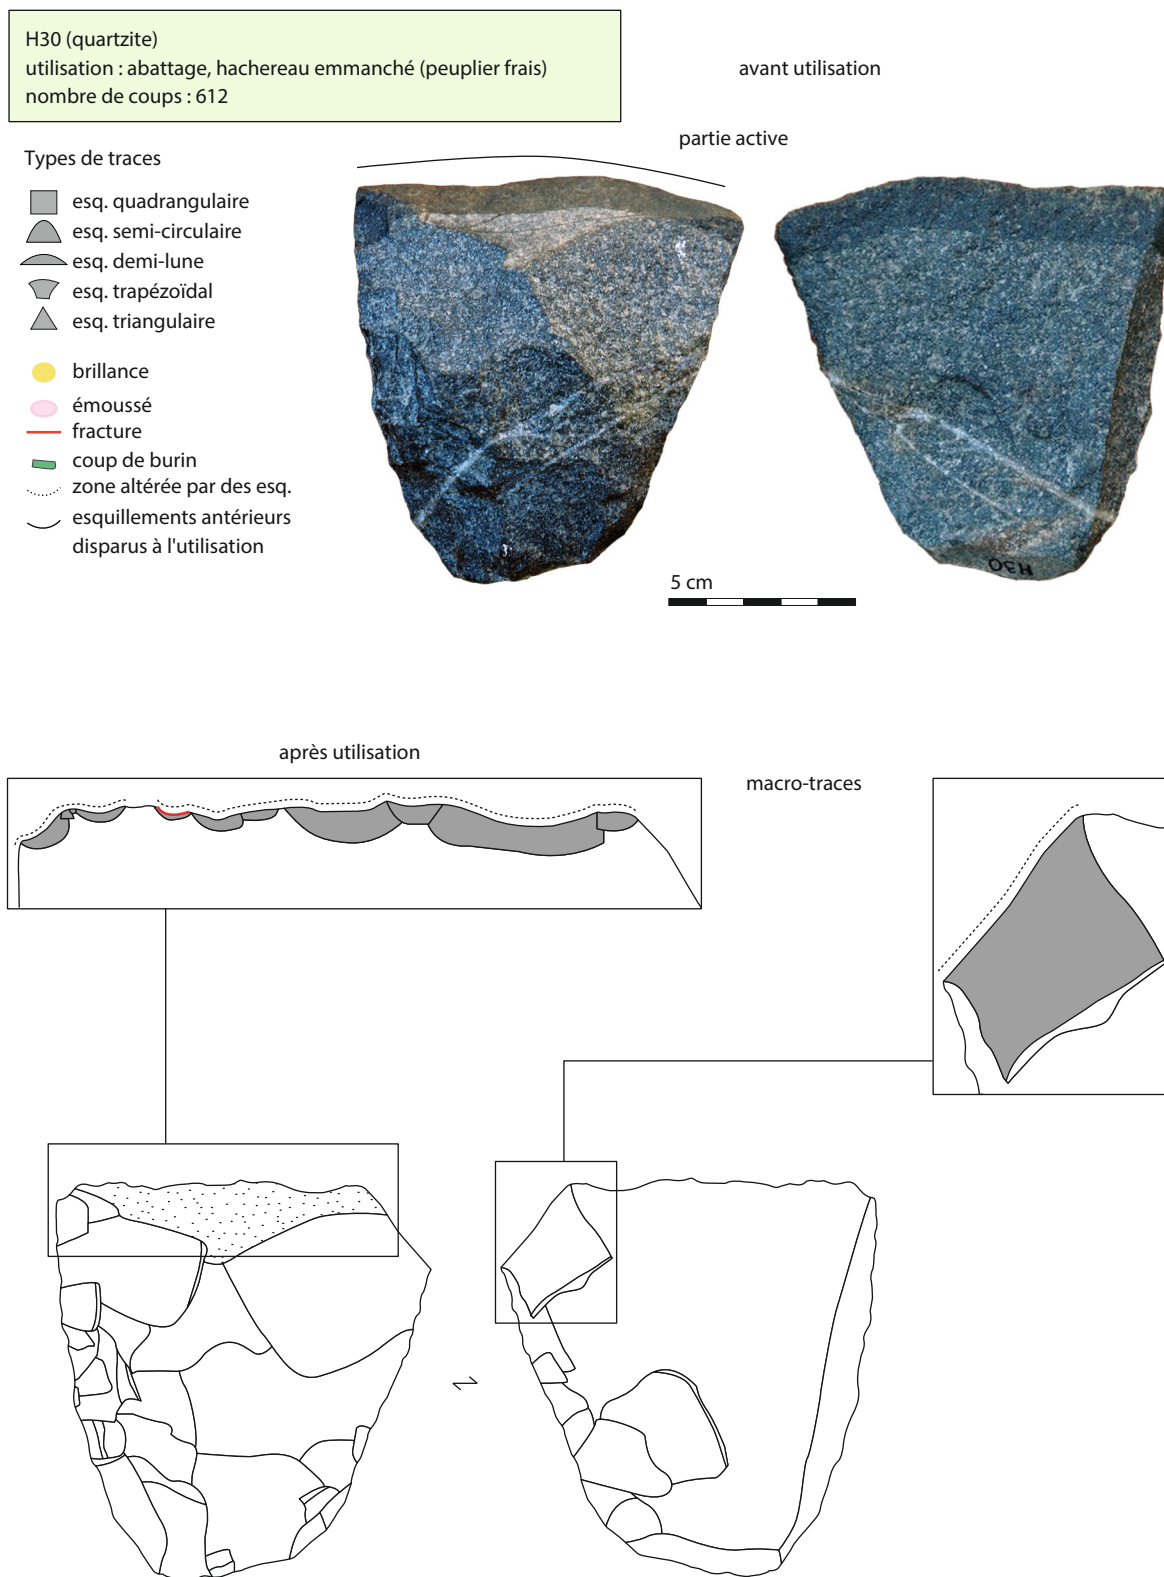 H30 (quartzite)
utilisation : abattage, hachereau emmanché (peuplier frais)
nombre de coups : 612
avant utilisation
partie active
Types de traces
esq. quadrangulaire
esq. semi-circulaire
esq. demi-lune
esq. trapézoïdal
esq. triangulaire
brillance
émoussé
fracture
coup de burin
zone altérée par des esq.
esquillements antérieurs
disparus à l'utilisation
H30
5 cm
après utilisation
macro-traces